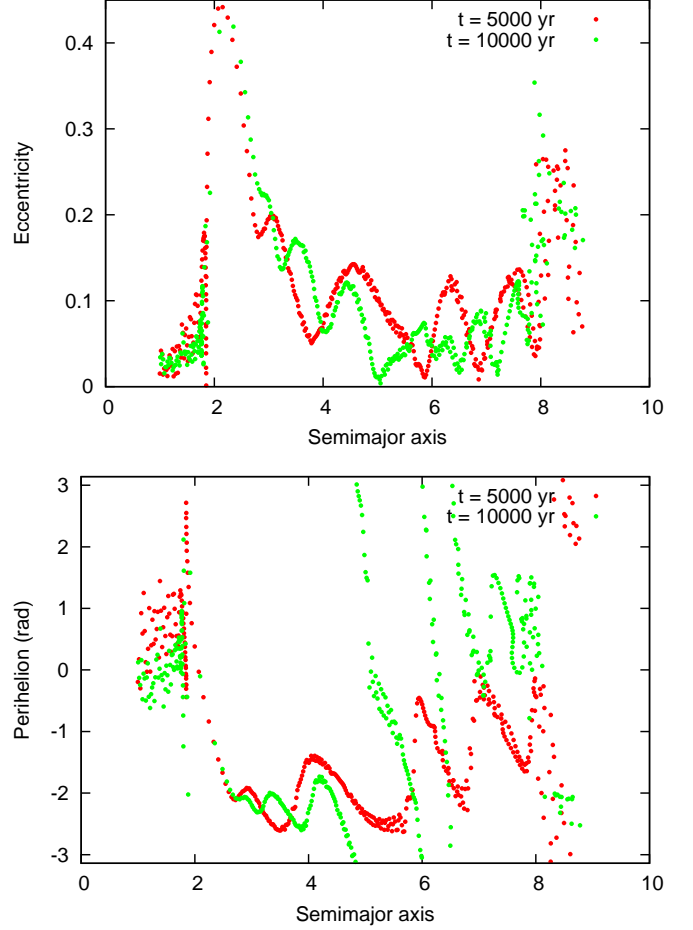 0.4
0.3
0.2
0.1
0
Eccentricity
t = 5000 yr
t = 10000 yr
0 2 4 6 8 10
Semimajor axis
3
2
1
0
-1
-2
-3
Perihelion (rad)
t = 5000 yr
t = 10000 yr
0 2 4 6 8 10
Semimajor axis